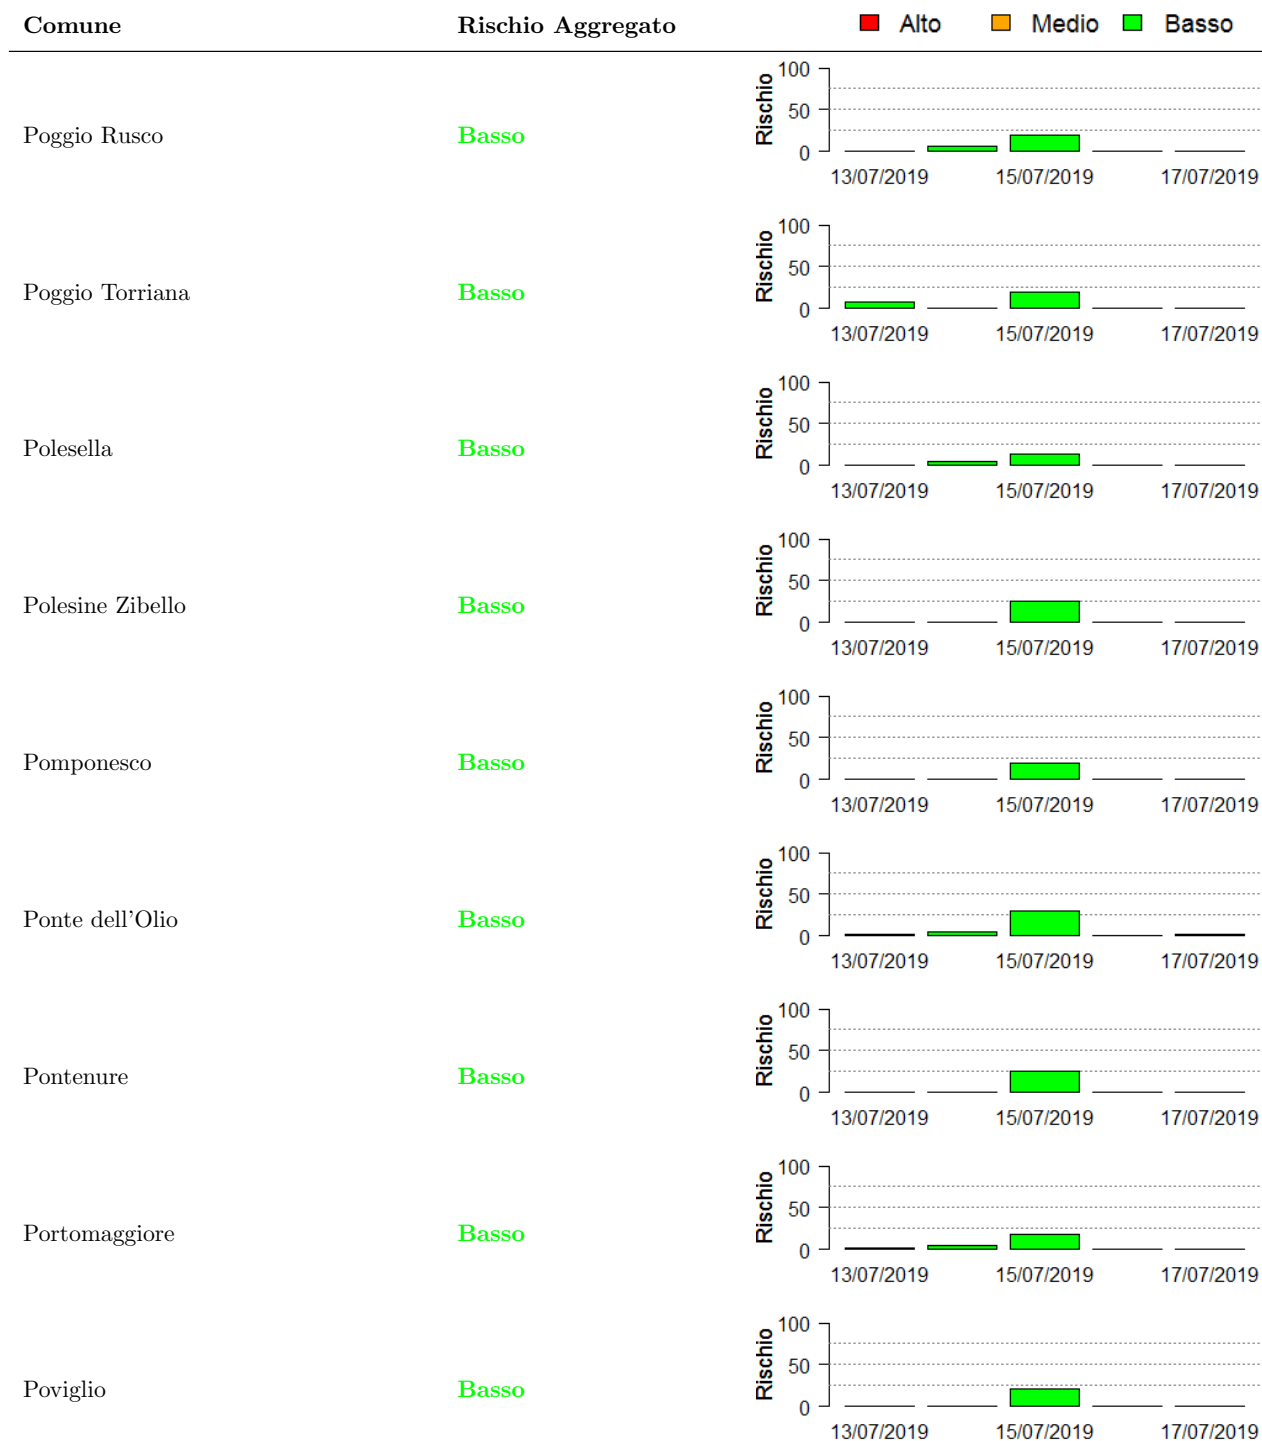 Comune Rischio Aggregato Alto Medio Basso
Poggio Rusco Basso Rischio 100 50 0
13/07/2019 15/07/2019 17/07/2019
Poggio Torriana Basso Rischio 100 50 0
13/07/2019 15/07/2019 17/07/2019
Polesella Basso Rischio 100 50 0
13/07/2019 15/07/2019 17/07/2019
Polesine Zibello Basso Rischio 100 50 0
13/07/2019 15/07/2019 17/07/2019
Pomponesco Basso Rischio 100 50 0
13/07/2019 15/07/2019 17/07/2019
Ponte dell'Olio Basso Rischio 100 50 0
13/07/2019 15/07/2019 17/07/2019
Pontenure Basso Rischio 100 50 0
13/07/2019 15/07/2019 17/07/2019
Portomaggiore Basso Rischio 100 50 0
13/07/2019 15/07/2019 17/07/2019
Poviglio Basso Rischio 100 50 0
13/07/2019 15/07/2019 17/07/2019